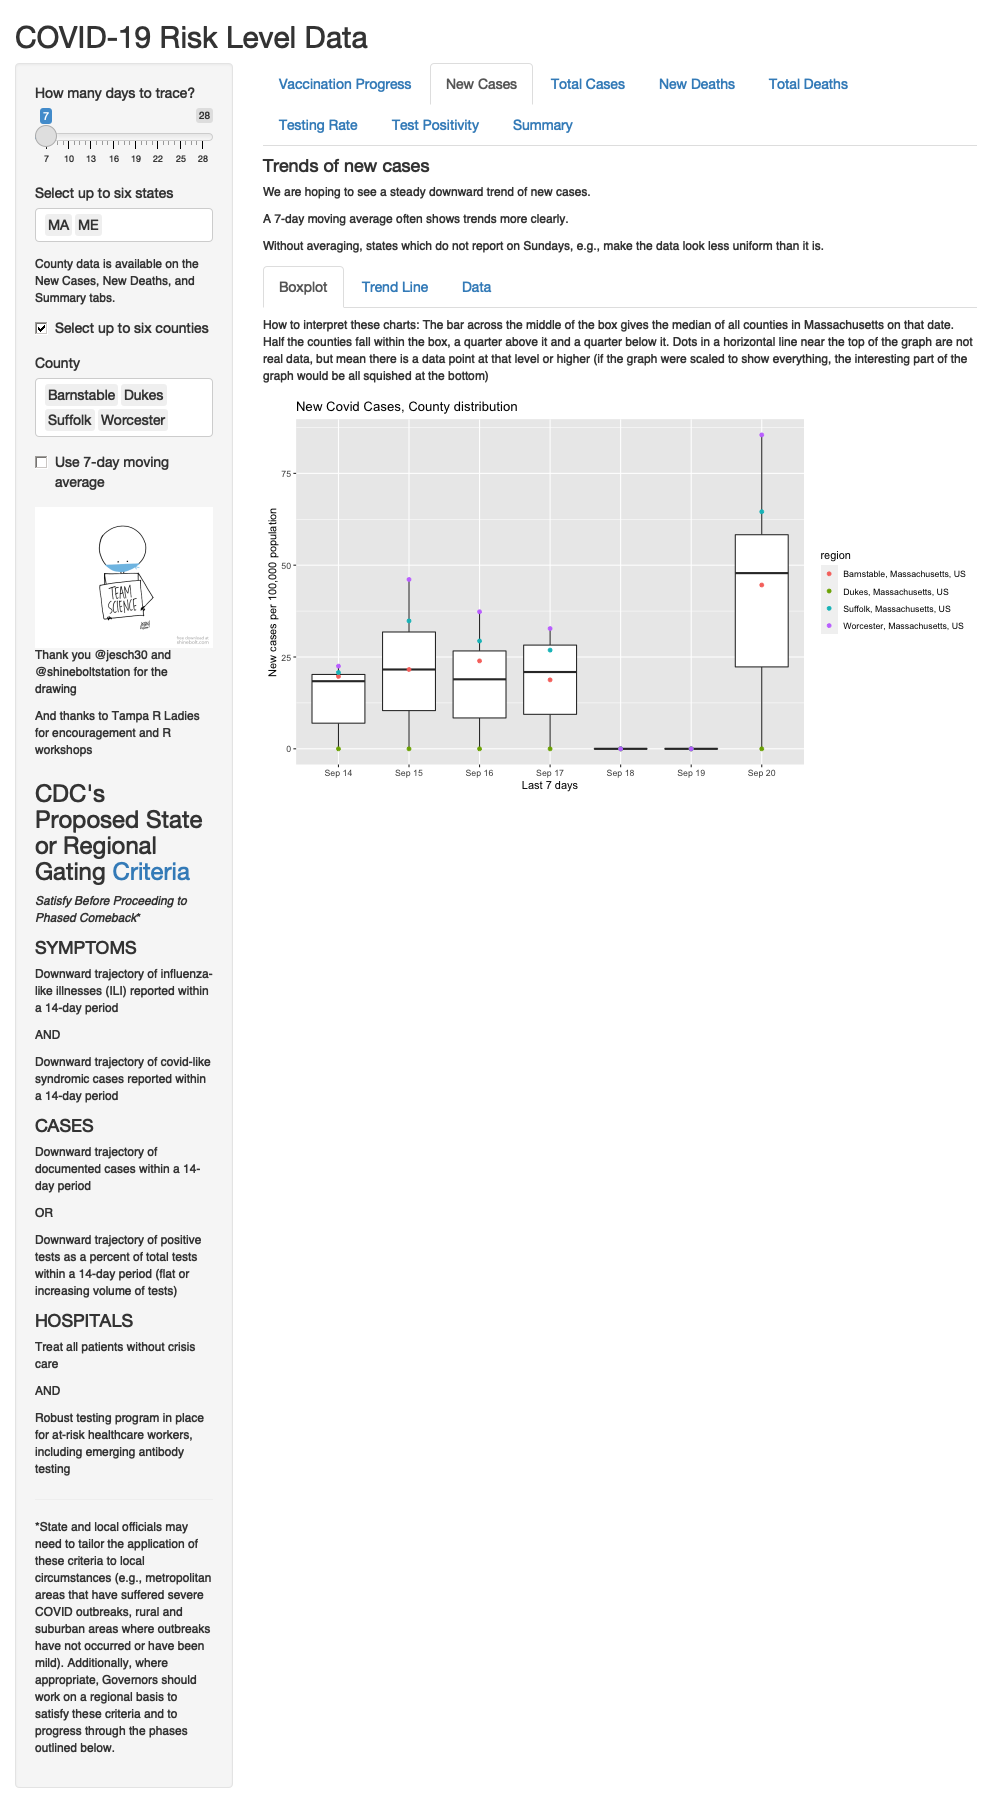 COVID-19 Risk Level Data
How many days to trace?
7
28
7 10 13 16 19 22 25 28
Select up to six states
MA ME
County data is available on the
New Cases, New Deaths, and
Summary tabs.
Select up to six counties
County
Barnstable Dukes
Suffolk Worcester
Use 7-day moving
average
TEAM
SCIENCE
Thank you @jesch30 and
@shineboltstation for the
drawing
And thanks to Tampa R Ladies
for encouragement and R
workshops
CDC's
Proposed State
or Regional
Gating Criteria
Satisfy Before Proceeding to
Phased Comeback*
SYMPTOMS
Downward trajectory of influenza-
like illnesses (ILI) reported within
a 14-day period
AND
Downward trajectory of covid-like
syndromic cases reported within
a 14-day period
CASES
Downward trajectory of
documented cases within a 14-
day period
OR
Downward trajectory of positive
tests as a percent of total tests
within a 14-day period (flat or
increasing volume of tests)
HOSPITALS
Treat all patients without crisis
care
AND
Robust testing program in place
for at-risk healthcare workers,
including emerging antibody
testing
*State and local officials may
need to tailor the application of
these criteria to local
circumstances (e.g., metropolitan
areas that have suffered severe
COVID outbreaks, rural and
suburban areas where outbreaks
have not occurred or have been
mild). Additionally, where
appropriate, Governors should
work on a regional basis to
satisfy these criteria and to
progress through the phases
outlined below.
Vaccination Progress New Cases Total Cases New Deaths Total Deaths
Testing Rate Test Positivity Summary
Trends of new cases
We are hoping to see a steady downward trend of new cases.
A 7-day moving average often shows trends more clearly.
Without averaging, states which do not report on Sundays, e.g., make the data look less uniform than it is.
Boxplot Trend Line Data
How to interpret these charts: The bar across the middle of the box gives the median of all counties in Massachusetts on that date.
Half the counties fall within the box, a quarter above it and a quarter below it. Dots in a horizontal line near the top of the graph are not
real data, but mean there is a data point at that level or higher (if the graph were scaled to show everything, the interesting part of the
graph would be all squished at the bottom)
New Covid Cases, County distribution
New cases per 100,000 population
75
50
25
0
Sep 14 Sep 15 Sep 16 Sep 17 Sep 18 Sep 19 Sep 20
Last 7 days
region
Barnstable, Massachusetts, US
Dukes, Massachusetts, US
Suffolk, Massachusetts, US
Worcester, Massachusetts, US